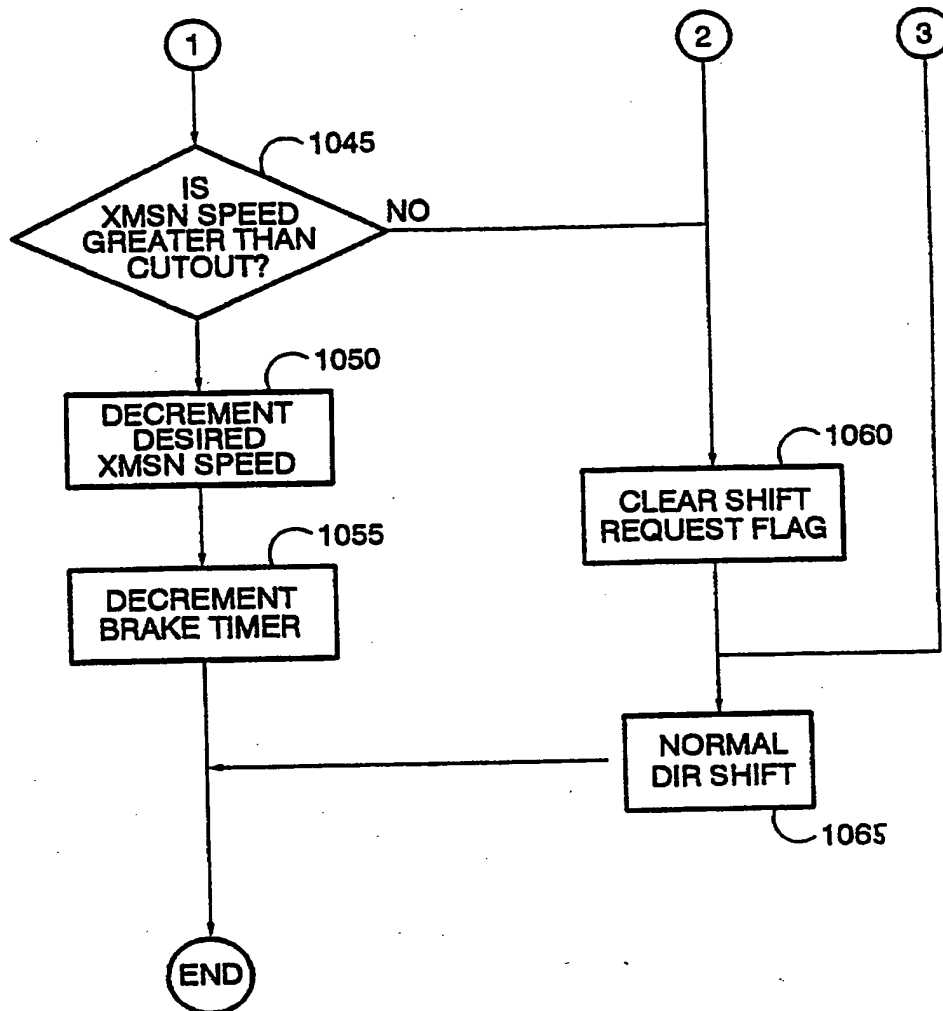 1
2
3
1045
IS
XMSN SPEED
GREATER THAN
CUTOUT?
NO
1050
DECREMENT
DESIRED
XMSN SPEED
1060
CLEAR SHIFT
REQUEST FLAG
1055
DECREMENT
BRAKE TIMER
NORMAL
DIR SHIFT
1065
END